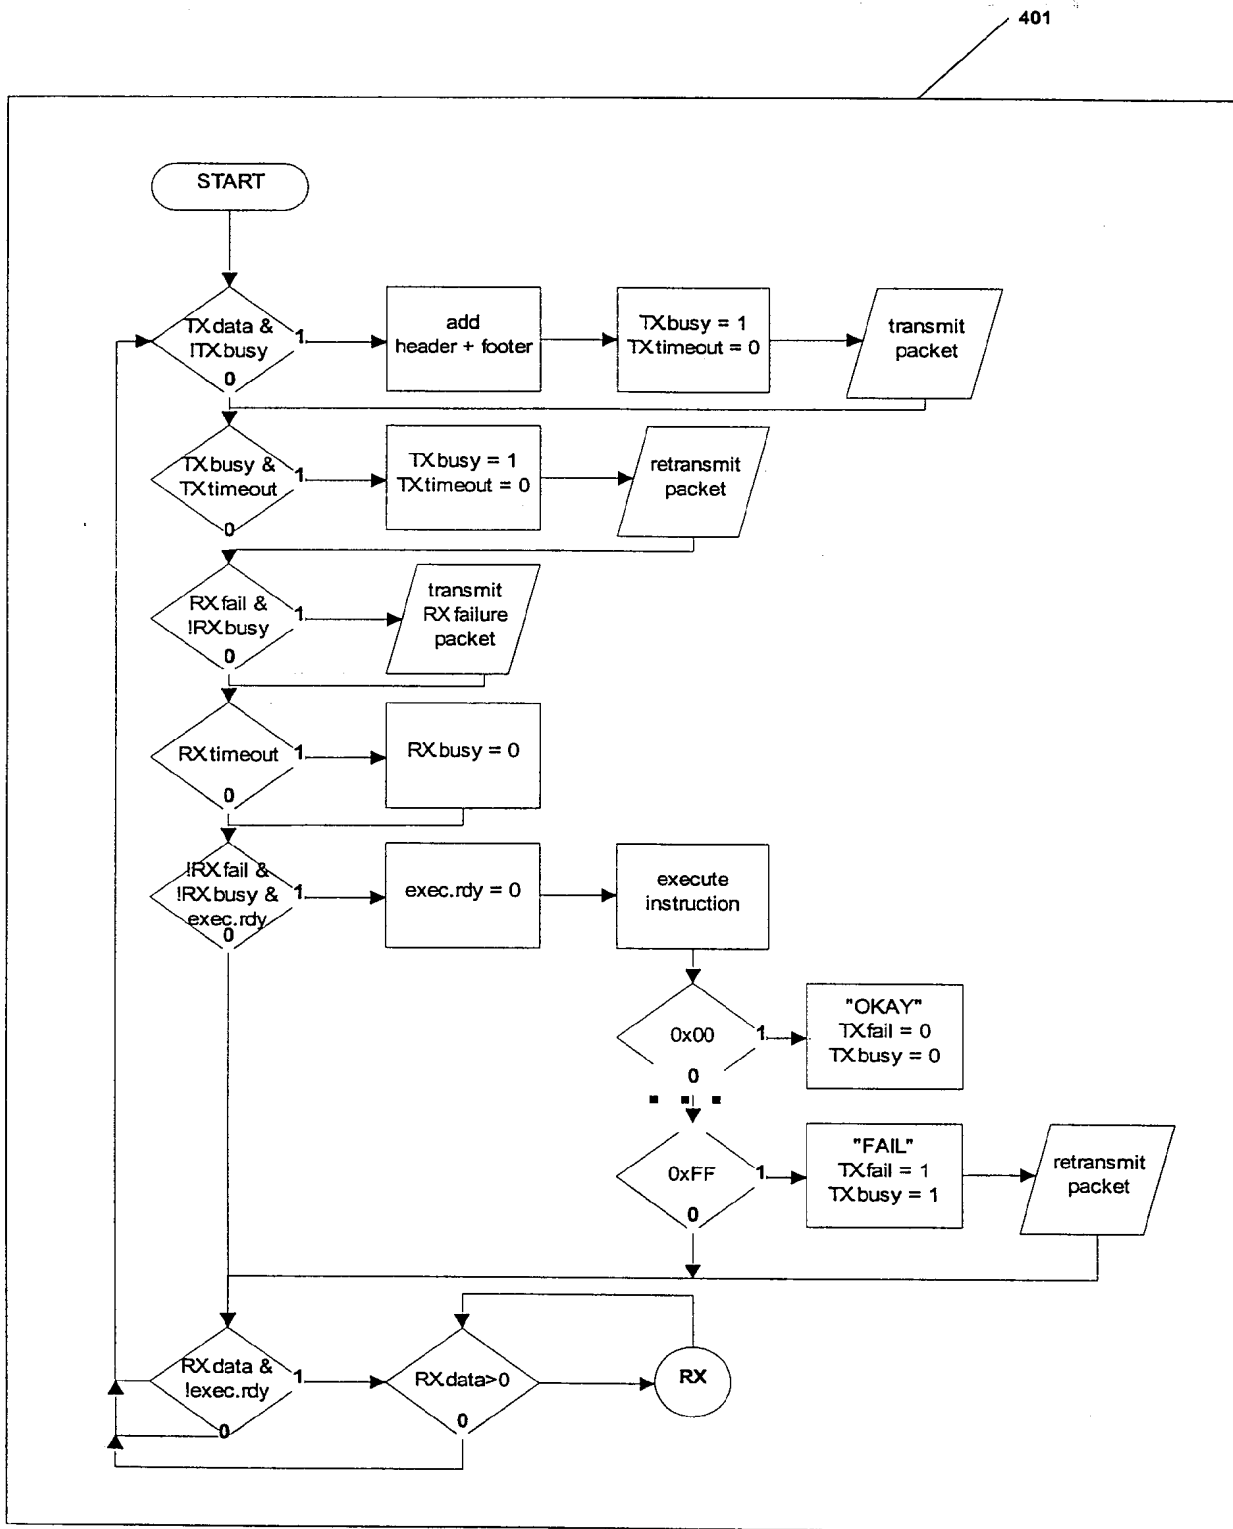 401
START
TX.data &
!TX.busy
1
0
add
header + footer
TX.busy = 1
TX.timeout = 0
transmit
packet
TX.busy &
TX.timeout
1
0
TX.busy = 1
TX.timeout = 0
retransmit
packet
RX.fail &
!RX.busy
1
0
transmit
RX.failure
packet
RX.timeout
1
0
RX.busy = 0
!RX.fail &
!RX.busy &
exec.rdy
1
0
exec.rdy = 0
execute
instruction
0x00
1
0
"OKAY"
TX.fail = 0
TX.busy = 0
0xFF
1
0
"FAIL"
TX.fail = 1
TX.busy = 1
retransmit
packet
RX.data &
!exec.rdy
1
0
RX.data>0
0
RX